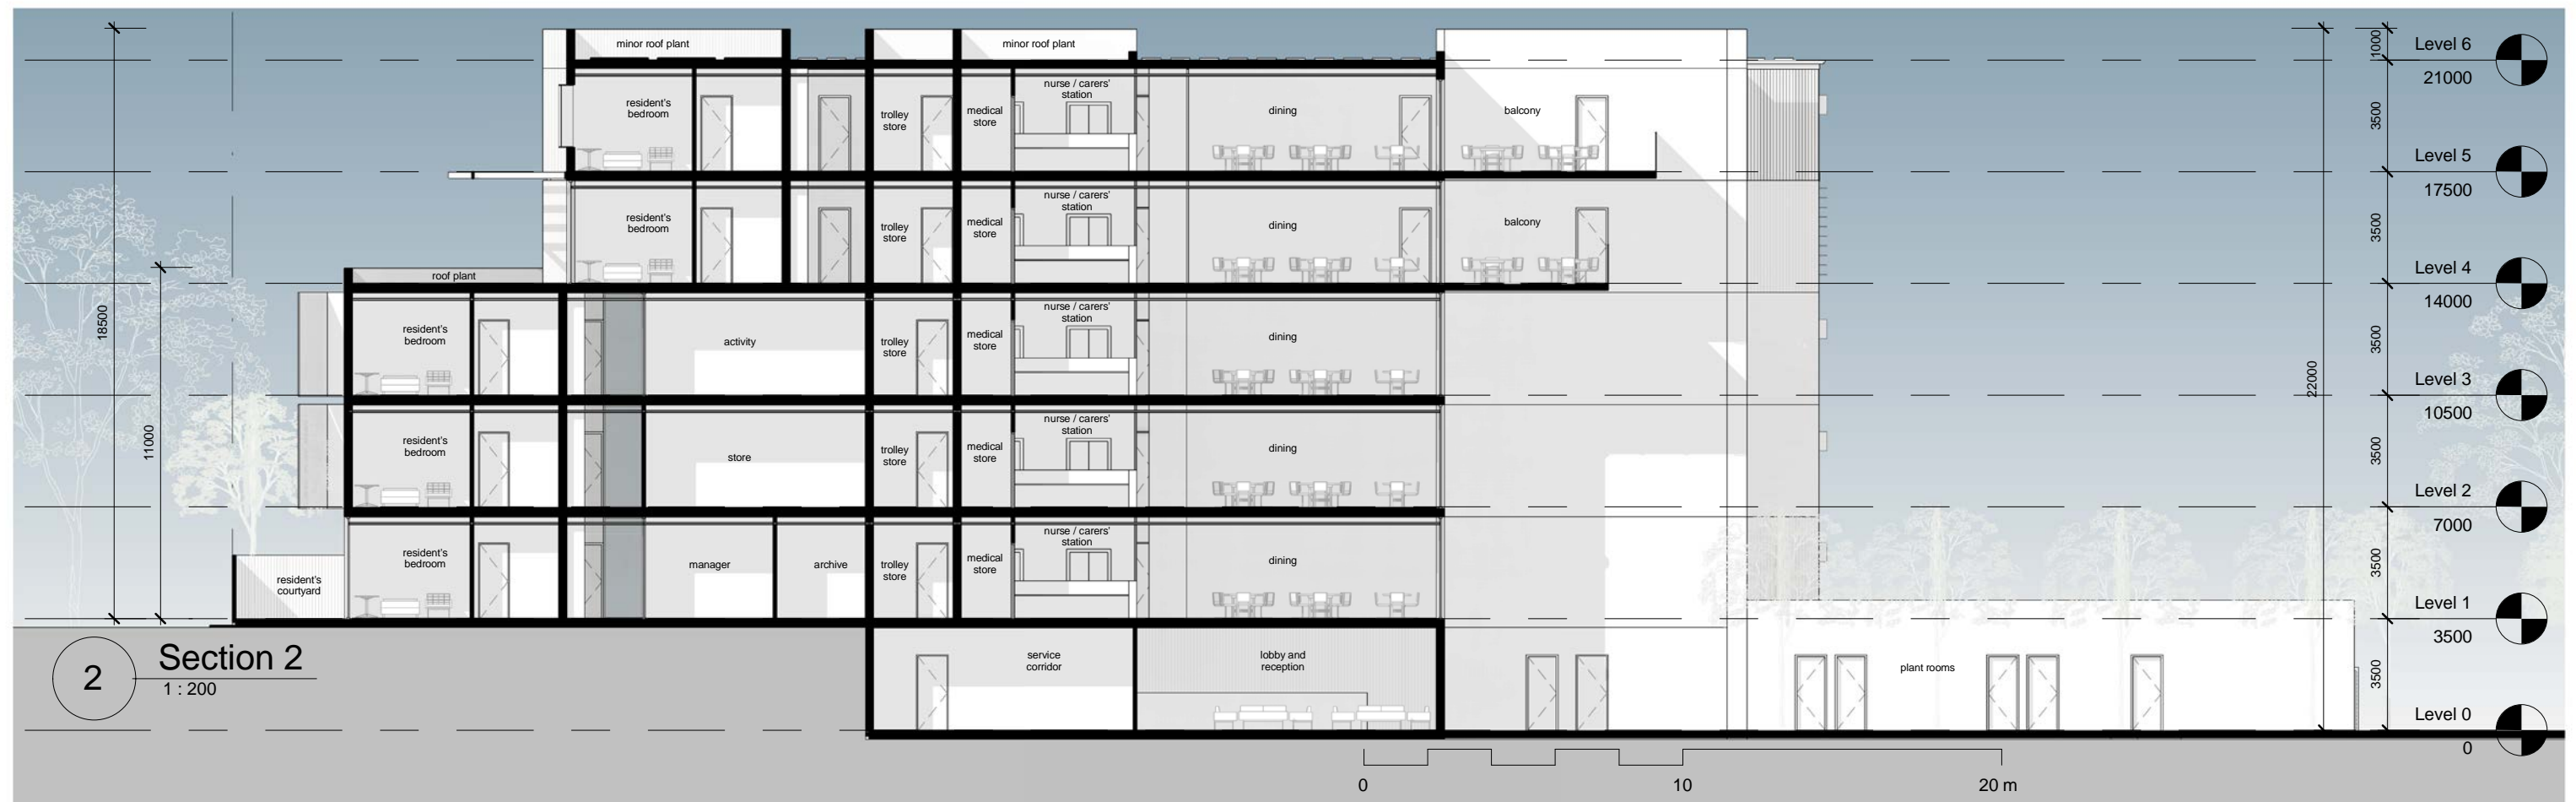 minor roof plant
minor roof plant
1000
Level 6
21000
resident's
bedroom
trolley
store
medical
store
nurse / carers'
station
dining
balcony
3500
Level 5
17500
resident's
bedroom
trolley
store
medical
store
nurse / carers'
station
dining
balcony
3500
Level 4
14000
roof plant
18500
resident's
bedroom
activity
trolley
store
medical
store
nurse / carers'
station
dining
22000
3500
Level 3
10500
11000
resident's
bedroom
store
trolley
store
medical
store
nurse / carers'
station
dining
3500
Level 2
7000
resident's
courtyard
resident's
bedroom
manager
archive
trolley
store
medical
store
nurse / carers'
station
dining
3500
Level 1
3500
2
Section 2
1 : 200
service
corridor
lobby and
reception
plant rooms
3500
Level 0
0
0
10
20 m